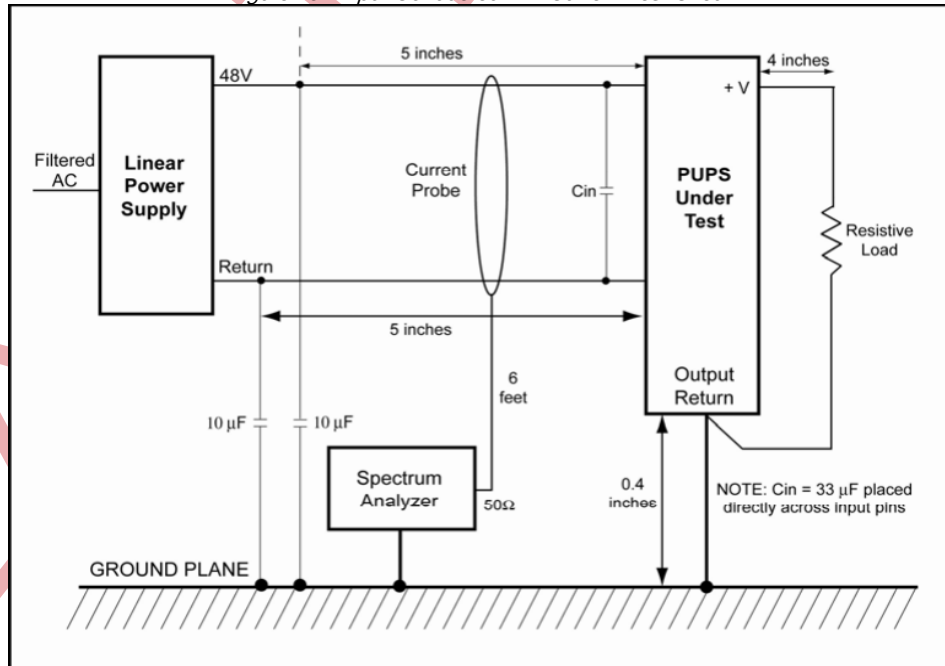 5 inches
4 inches
48V
+ V
Filtered
AC
Linear
Power
Supply
Current
Probe
Cin
PUPS
Under
Test
Resistive
Load
Return
5 inches
6
feet
Output
Return
10 μF
10 μF
Spectrum
Analyzer
50Ω
0.4
inches
NOTE: Cin = 33 μF placed
directly across input pins
GROUND PLANE